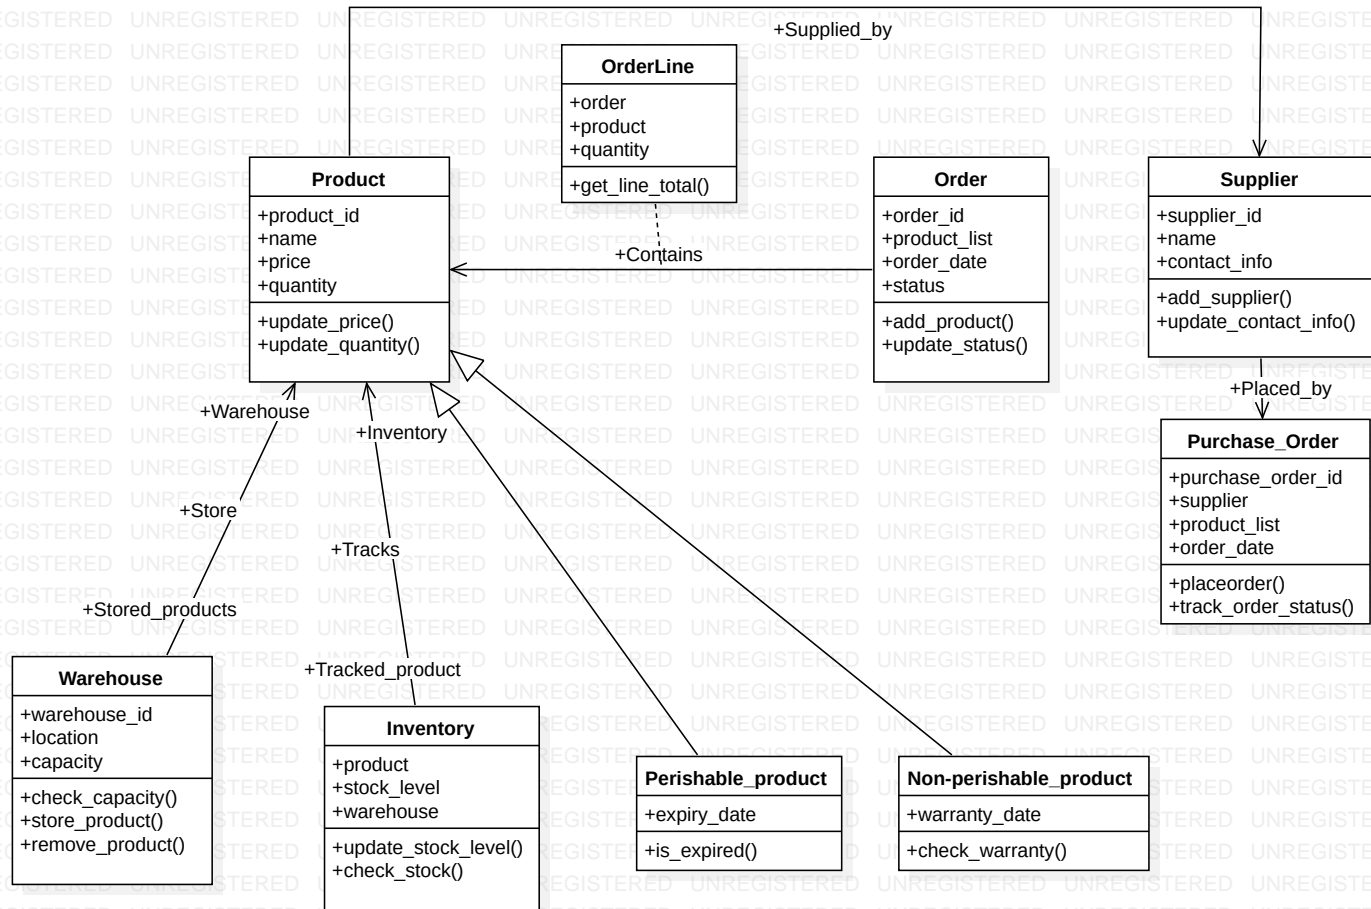 +Supplied_by
OrderLine
+order
+product
+quantity
+get_line_total()
Product
+product_id
+name
+price
+quantity
+update_price()
+update_quantity()
+Contains
Order
+order_id
+product_list
+order_date
+status
+add_product()
+update_status()
Supplier
+supplier_id
+name
+contact_info
+add_supplier()
+update_contact_info()
+Placed_by
Purchase_Order
+purchase_order_id
+supplier
+product_list
+order_date
+placeorder()
+track_order_status()
+Warehouse
+Store
+Stored_products
+Inventory
+Tracks
+Tracked_product
Warehouse
+warehouse_id
+location
+capacity
+check_capacity()
+store_product()
+remove_product()
Inventory
+product
+stock_level
+warehouse
+update_stock_level()
+check_stock()
Perishable_product
+expiry_date
+is_expired()
Non-perishable_product
+warranty_date
+check_warranty()
UNREGISTERED